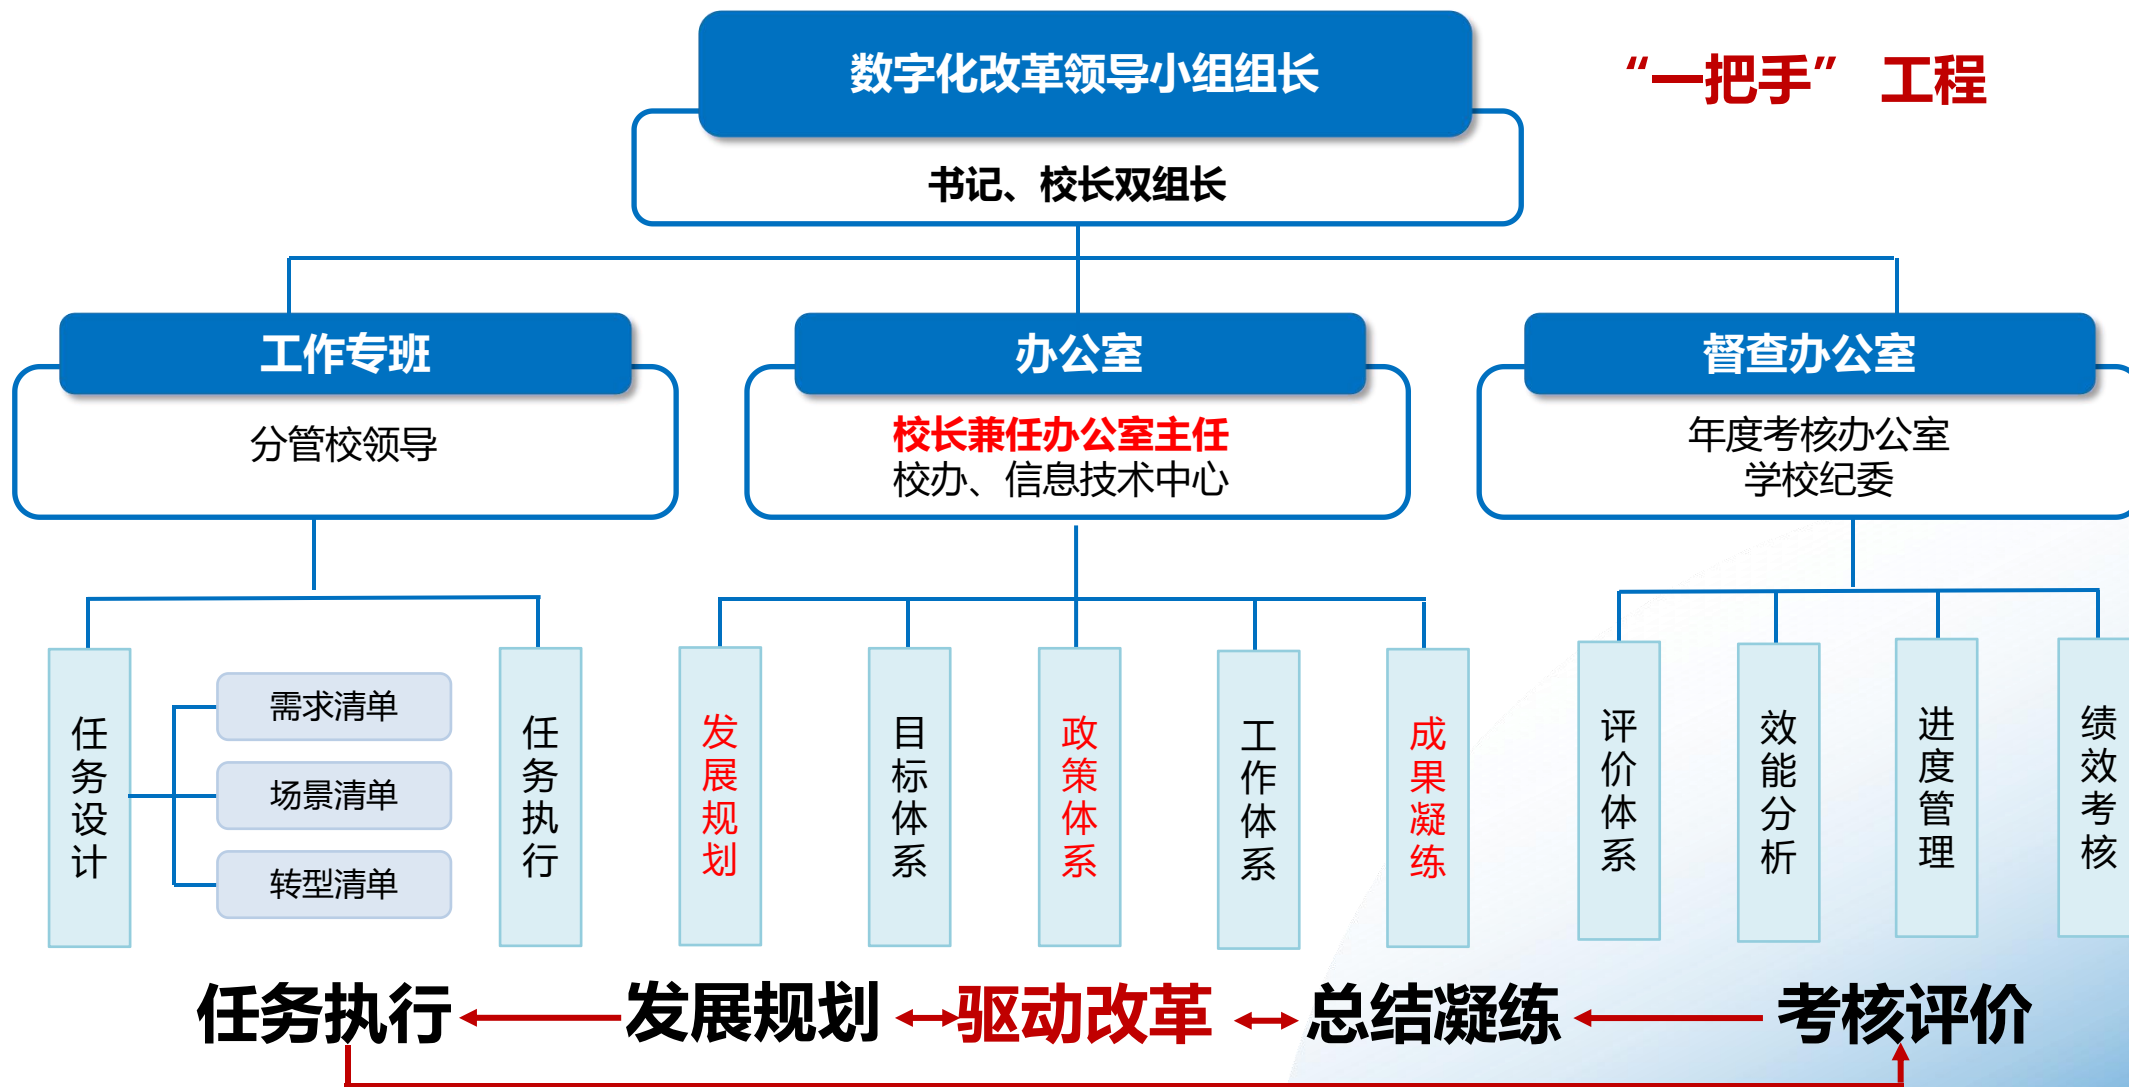 数字化改革领导小组组长
“一把手” 工程
书记、校长双组长
工作专班
办公室
督查办公室
分管校领导
校长兼任办公室主任
校办、信息技术中心
年度考核办公室
学校纪委
任务设计
需求清单
场景清单
转型清单
任务执行
发展规划
目标体系
政策体系
工作体系
成果凝练
评价体系
效能分析
进度管理
绩效考核
任务执行
发展规划
驱动改革
总结凝练
考核评价